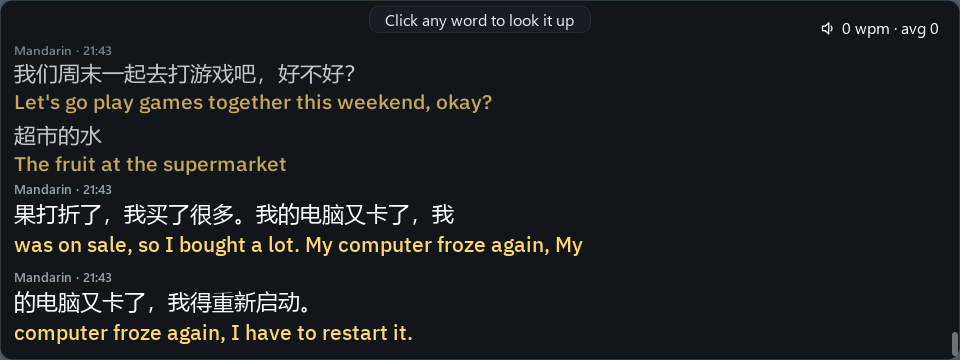 Click any word to look it up
0 wpm · avg 0
Mandarin · 21:43
我们周末一起去打游戏吧，好不好？
Let's go play games together this weekend, okay?
超市的水
The fruit at the supermarket
Mandarin · 21:43
果打折了，我买了很多。我的电脑又卡了，我
was on sale, so I bought a lot. My computer froze again, My
Mandarin · 21:43
的电脑又卡了，我得重新启动。
computer froze again, I have to restart it.